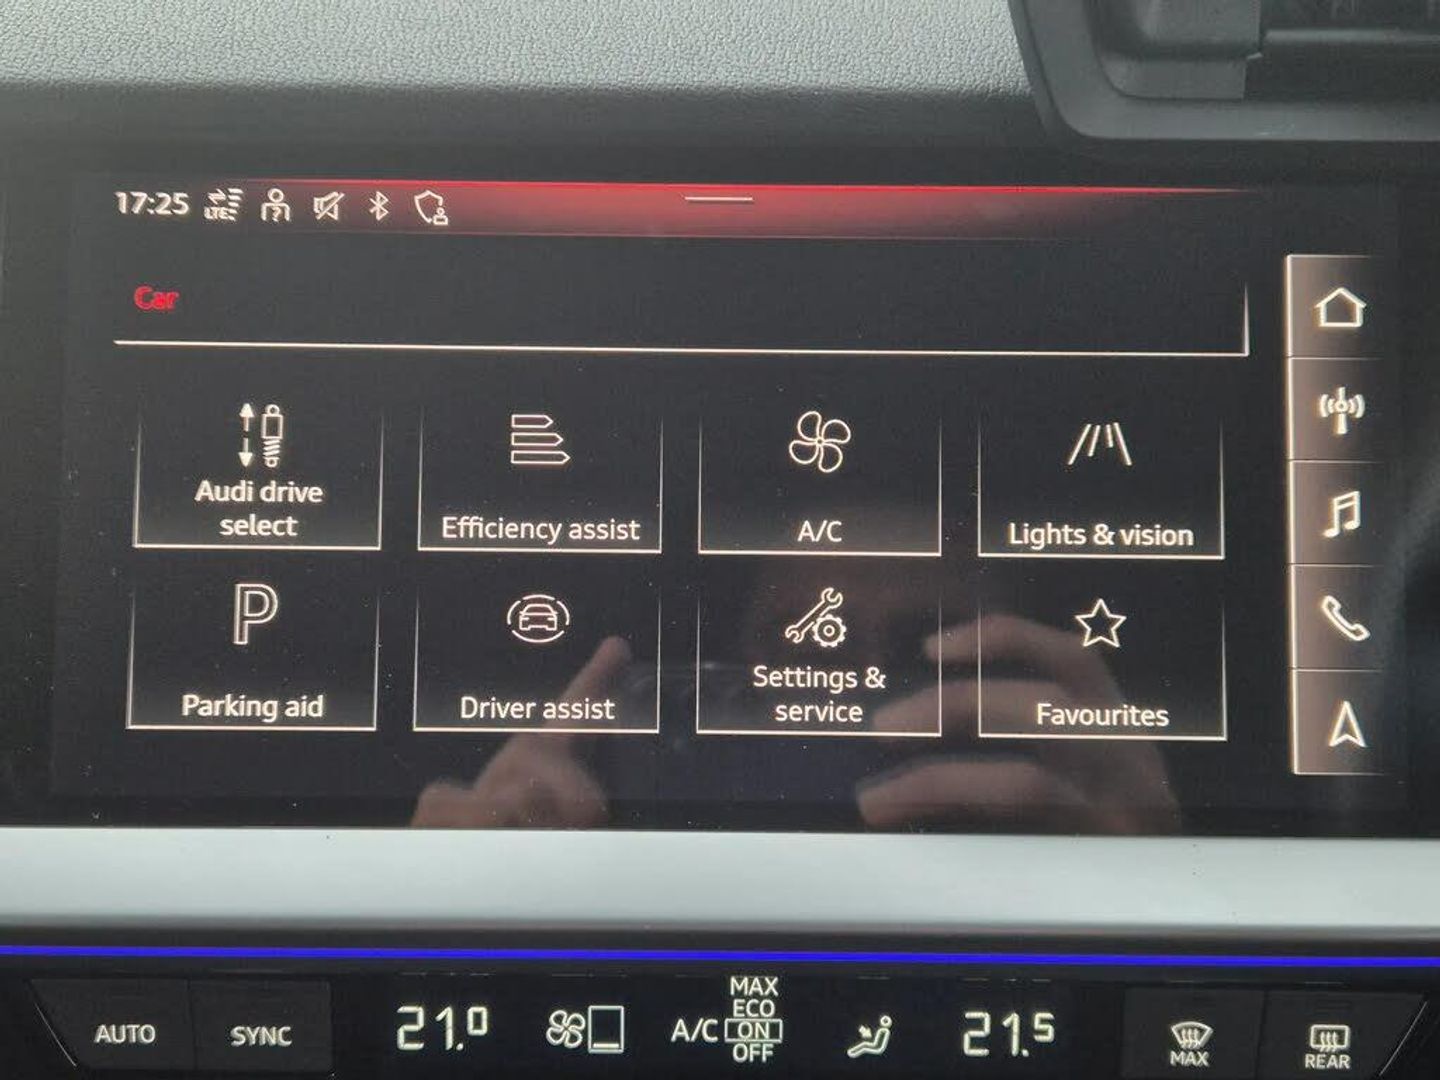 17:25 LTE
Car
Audi drive
select
Efficiency assist
A/C
Lights & vision
P
Parking aid
Driver assist
Settings &
service
Favourites
AUTO
SYNC
21.0
A/C
MAX
ECO
ON
OFF
21.5
MAX
REAR